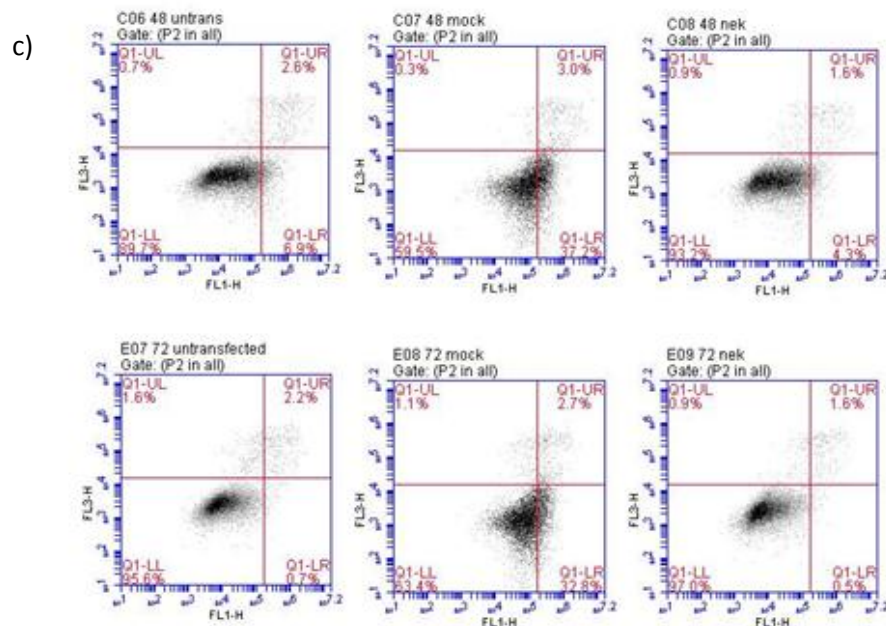 c)
C06 48 untrans
Gate: (P2 in all)
Q1-UL
0.7%
Q1-UR
2.6%
Q1-LL
89.7%
Q1-LR
6.9%
FL3-H
FL1-H
C07 48 mock
Gate: (P2 in all)
Q1-UL
0.3%
Q1-UR
3.0%
Q1-LL
59.5%
Q1-LR
37.2%
FL3-H
FL1-H
C08 48 nek
Gate: (P2 in all)
Q1-UL
0.9%
Q1-UR
1.6%
Q1-LL
93.2%
Q1-LR
4.3%
FL3-H
FL1-H
E07 72 untransfected
Gate: (P2 in all)
Q1-UL
1.6%
Q1-UR
2.2%
Q1-LL
95.6%
Q1-LR
0.7%
FL3-H
FL1-H
E08 72 mock
Gate: (P2 in all)
Q1-UL
1.1%
Q1-UR
2.7%
Q1-LL
63.4%
Q1-LR
32.8%
FL3-H
FL1-H
E09 72 nek
Gate: (P2 in all)
Q1-UL
0.9%
Q1-UR
1.6%
Q1-LL
97.0%
Q1-LR
0.5%
FL3-H
FL1-H